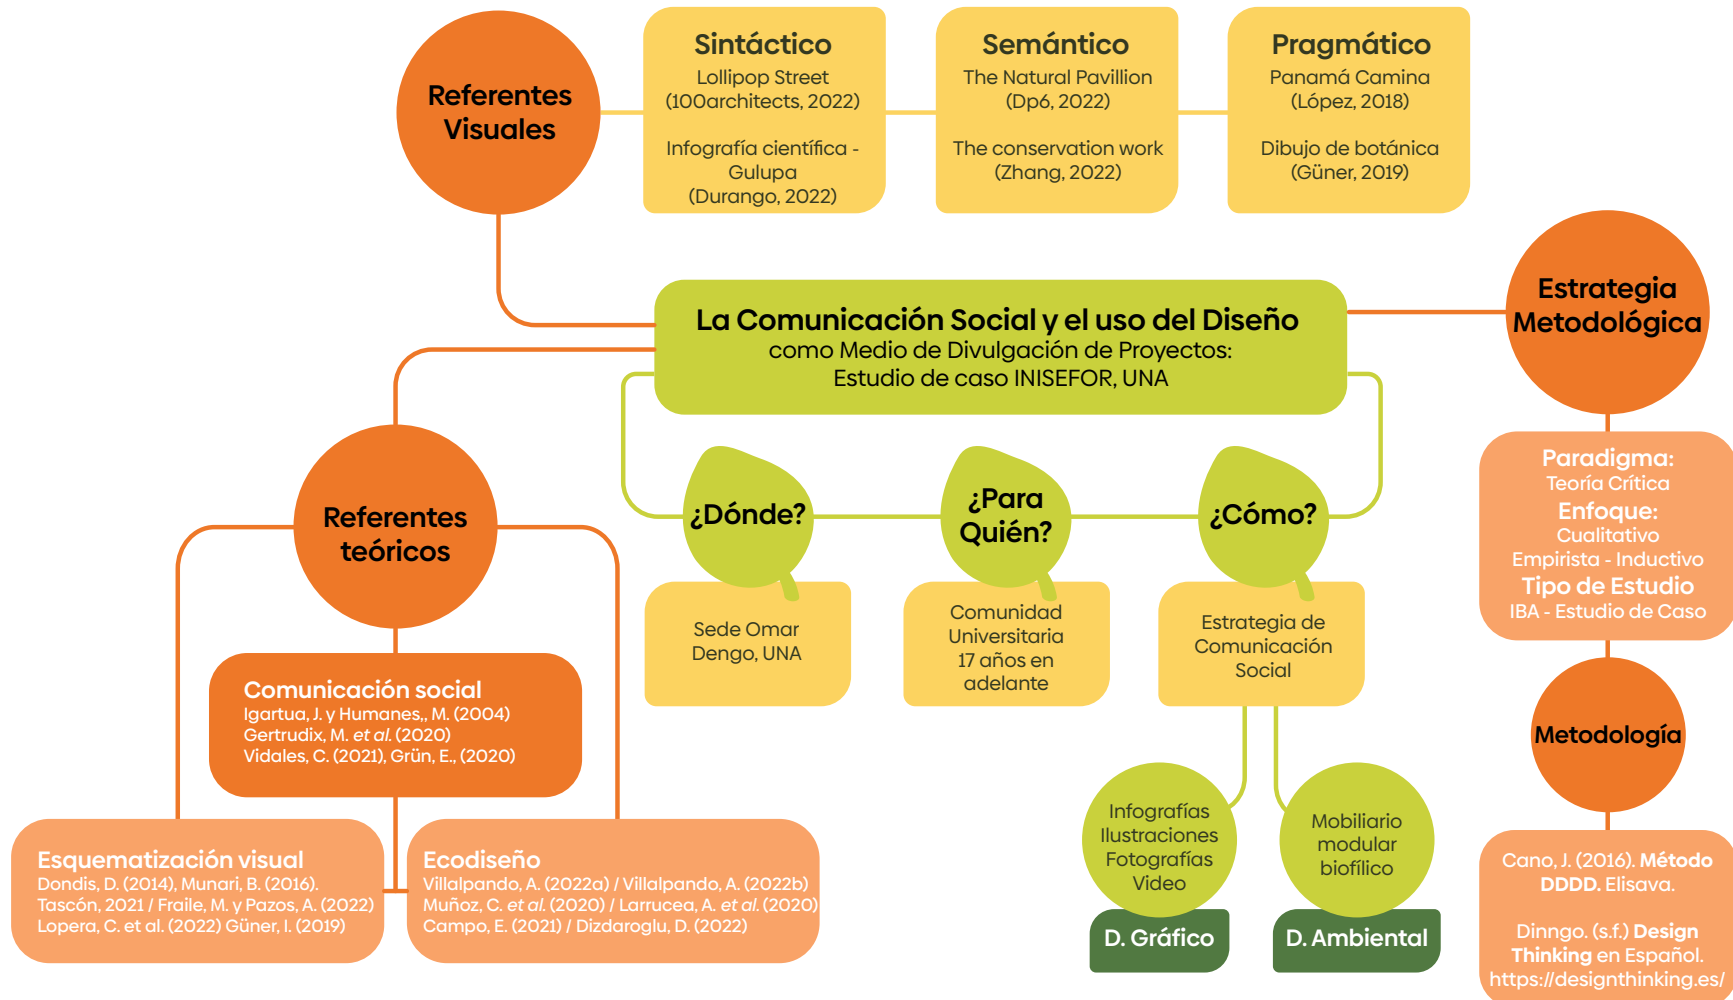 Referentes
Visuales
Sintáctico
Lollipop Street
(100architects, 2022)
Infografía científica -
Gulupa
(Durango, 2022)
Semántico
The Natural Pavillion
(Dp6, 2022)
The conservation work
(Zhang, 2022)
Pragmático
Panamá Camina
(López, 2018)
Dibujo de botánica
(Güner, 2019)
La Comunicación Social y el uso del Diseño
como Medio de Divulgación de Proyectos:
Estudio de caso INISEFOR, UNA
Estrategia
Metodológica
Paradigma:
Teoría Crítica
Enfoque:
Cualitativo
Empirista - Inductivo
Tipo de Estudio
IBA - Estudio de Caso
Metodología
Cano, J. (2016). Método
DDDD. Elisava.
Dinngo. (s.f.) Design
Thinking en Español.
https://designthinking.es/
¿Dónde?
Sede Omar
Dengo, UNA
¿Para
Quién?
Comunidad
Universitaria
17 años en
adelante
¿Cómo?
Estrategia de
Comunicación
Social
Infografías
Ilustraciones
Fotografías
Video
D. Gráfico
Mobiliario
modular
biofílico
D. Ambiental
Referentes
teóricos
Comunicación social
Igartua, J. y Humanes,, M. (2004)
Gertrudix, M. et al. (2020)
Vidales, C. (2021), Grün, E., (2020)
Esquematización visual
Dondis, D. (2014), Munari, B. (2016).
Tascón, 2021 / Fraile, M. y Pazos, A. (2022)
Lopera, C. et al. (2022) Güner, I. (2019)
Ecodiseño
Villalpando, A. (2022a) / Villalpando, A. (2022b)
Muñoz, C. et al. (2020) / Larrucea, A. et al. (2020)
Campo, E. (2021) / Dizdaroglu, D. (2022)